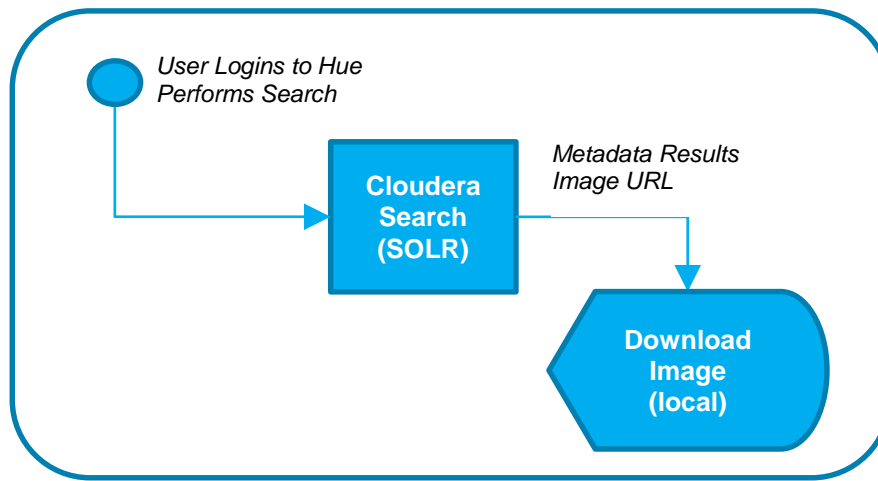 User Logins to Hue
Performs Search
Cloudera
Search
(SOLR)
Metadata Results
Image URL
Download
Image
(local)